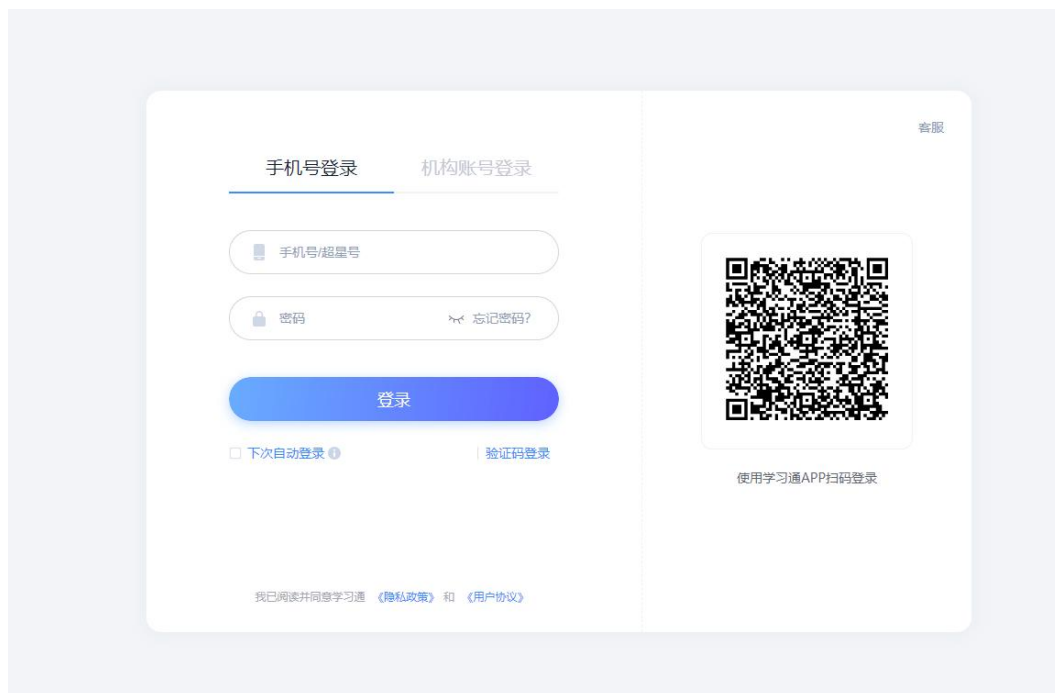 客服
手机号登录 机构账号登录
手机号/超星号
密码 忘记密码?
登录
下次自动登录 验证码登录
使用学习通APP扫码登录
我已阅读并同意学习通 《隐私政策》 和 《用户协议》